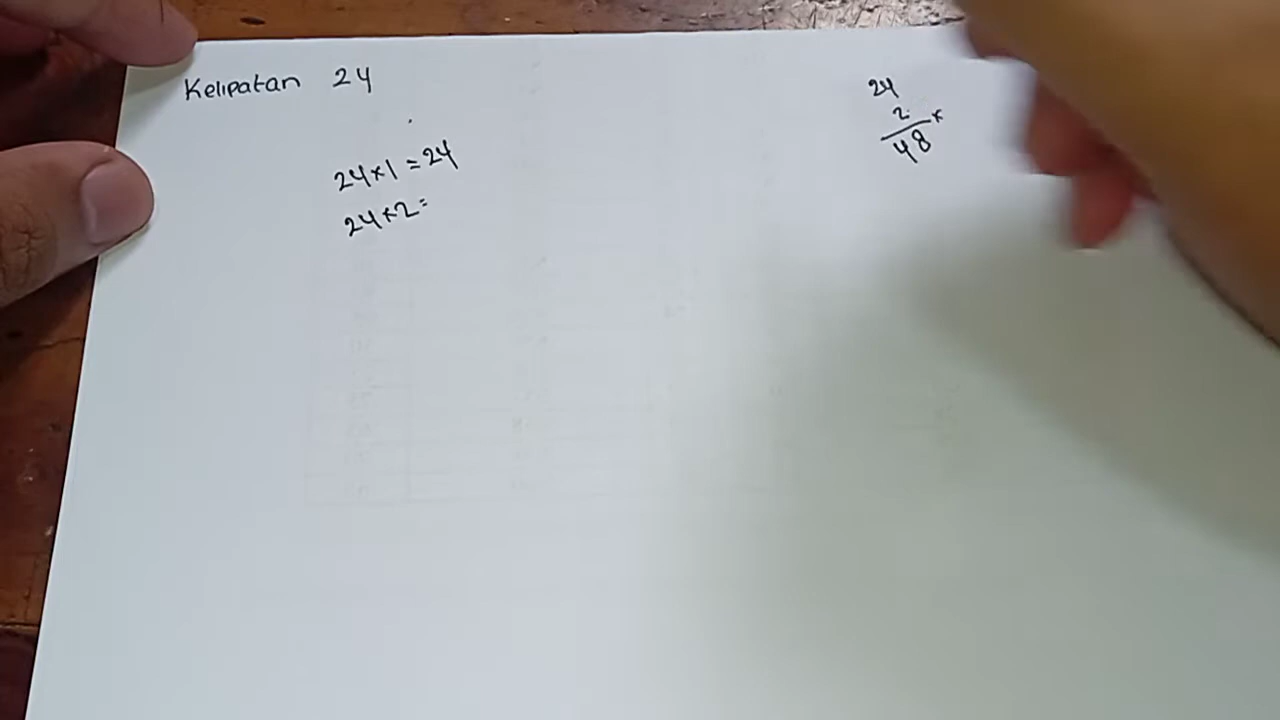 Kelipatan 24
24×1 = 24
24×2 =
24
2 ×
48